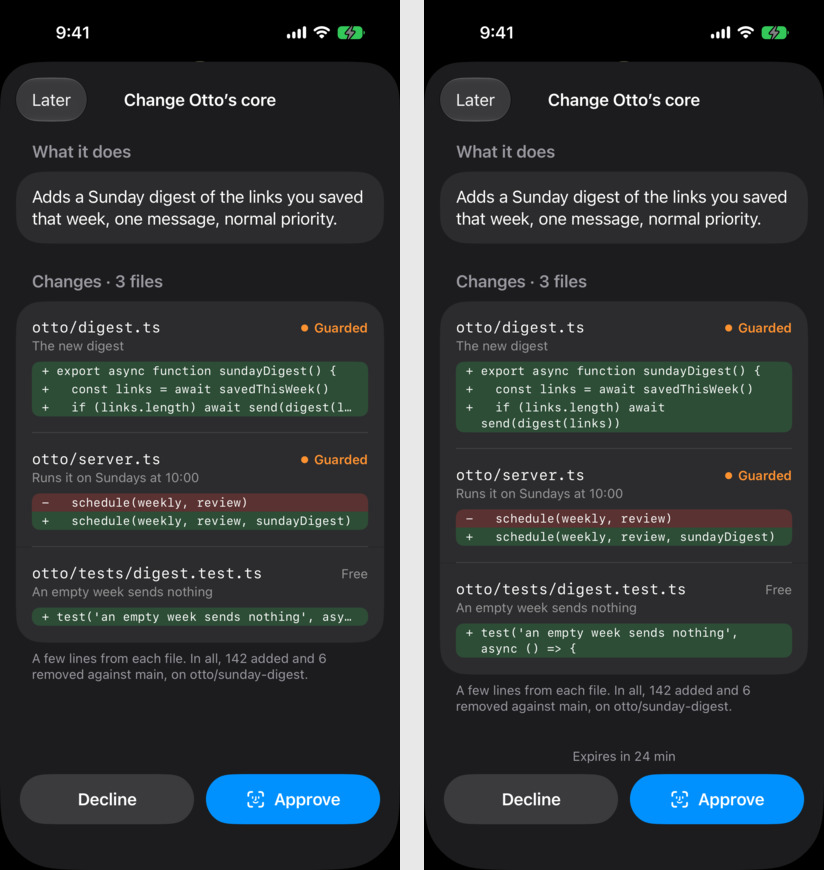 9:41
Later
Change Otto's core
What it does
Adds a Sunday digest of the links you saved
that week, one message, normal priority.
Changes · 3 files
otto/digest.ts
● Guarded
The new digest
+ export async function sundayDigest() {
+   const links = await savedThisWeek()
+   if (links.length) await send(digest(l…
otto/server.ts
● Guarded
Runs it on Sundays at 10:00
−   schedule(weekly, review)
+   schedule(weekly, review, sundayDigest)
otto/tests/digest.test.ts
Free
An empty week sends nothing
+ test('an empty week sends nothing', asy…
A few lines from each file. In all, 142 added and 6
removed against main, on otto/sunday-digest.
Decline
Approve
9:41
Later
Change Otto's core
What it does
Adds a Sunday digest of the links you saved
that week, one message, normal priority.
Changes · 3 files
otto/digest.ts
● Guarded
The new digest
+ export async function sundayDigest() {
+   const links = await savedThisWeek()
+   if (links.length) await
send(digest(links))
otto/server.ts
● Guarded
Runs it on Sundays at 10:00
−   schedule(weekly, review)
+   schedule(weekly, review, sundayDigest)
otto/tests/digest.test.ts
Free
An empty week sends nothing
+ test('an empty week sends nothing',
async () => {
A few lines from each file. In all, 142 added and 6
removed against main, on otto/sunday-digest.
Expires in 24 min
Decline
Approve